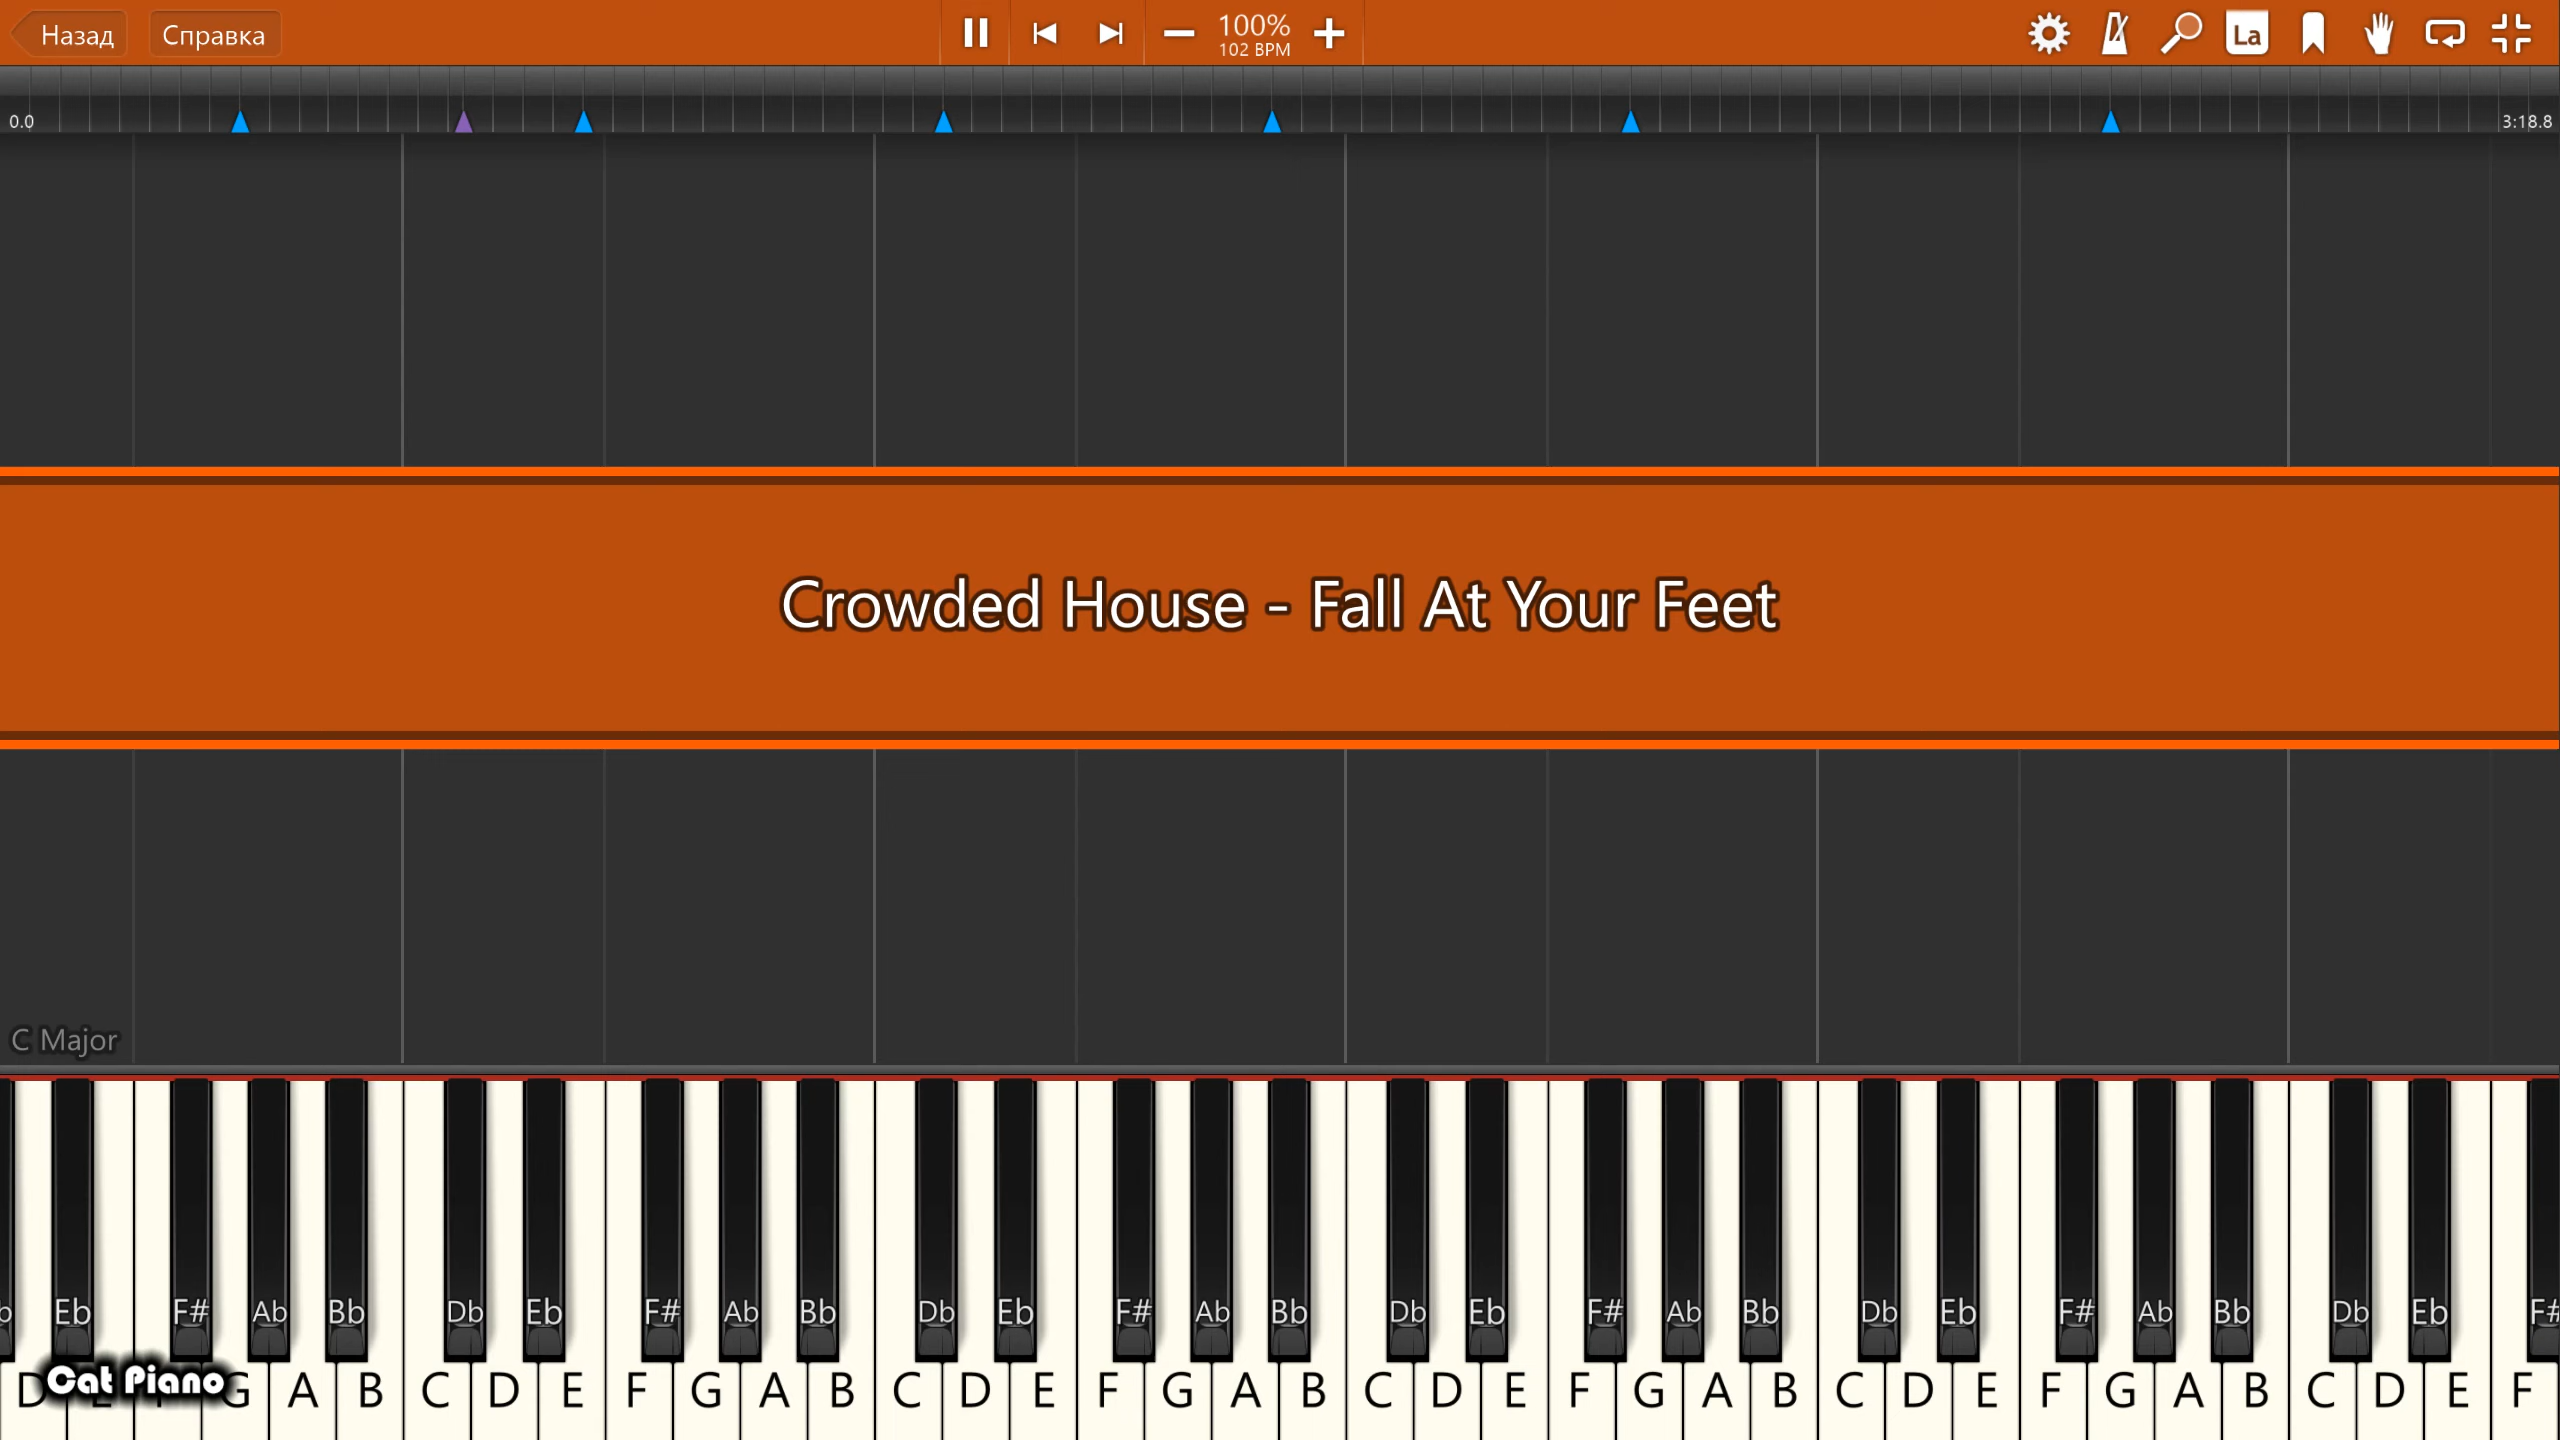 Назад Справка 100% La
102 BPM
0.0 3:18.8
Crowded House - Fall At Your Feet
C Major
b Eb F# Ab Bb Db Eb F# Ab Bb Db Eb F# Ab Bb Db Eb F# Ab Bb Db Eb F# Ab Bb Db Eb F#
Cat Piano
D G A B C D E F G A B C D E F G A B C D E F G A B C D E F G A B C D E F